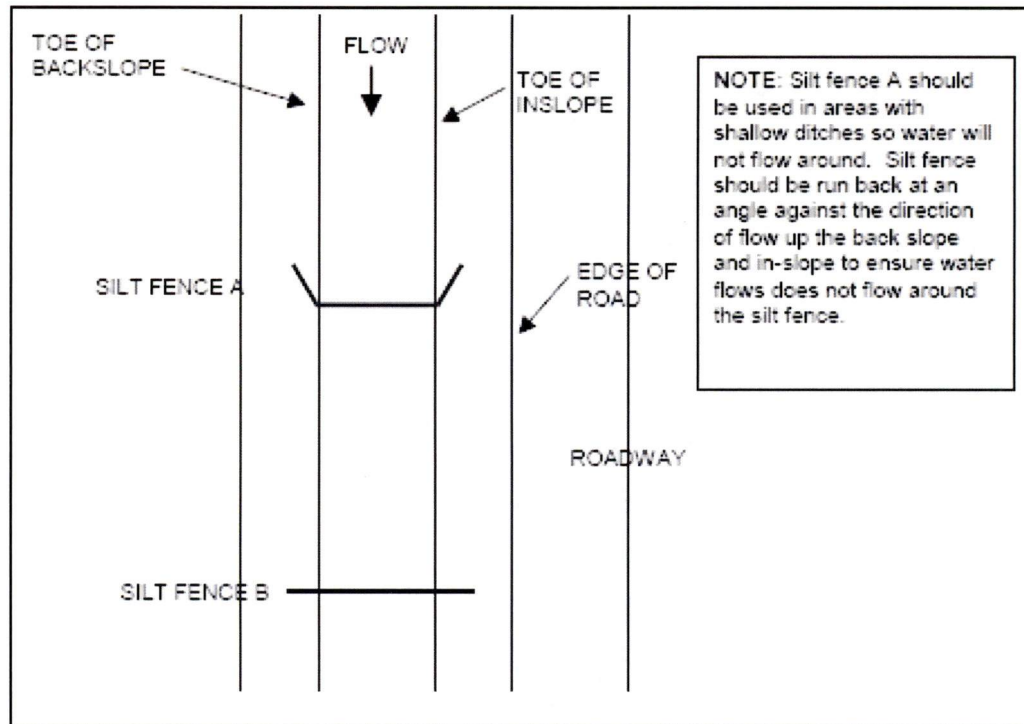 TOE OF
BACKSLOPE
FLOW
TOE OF
INSLOPE
NOTE: Silt fence A should
be used in areas with
shallow ditches so water will
not flow around. Silt fence
should be run back at an
angle against the direction
of flow up the back slope
and in-slope to ensure water
flows does not flow around
the silt fence.
SILT FENCE A
EDGE OF
ROAD
ROADWAY
SILT FENCE B